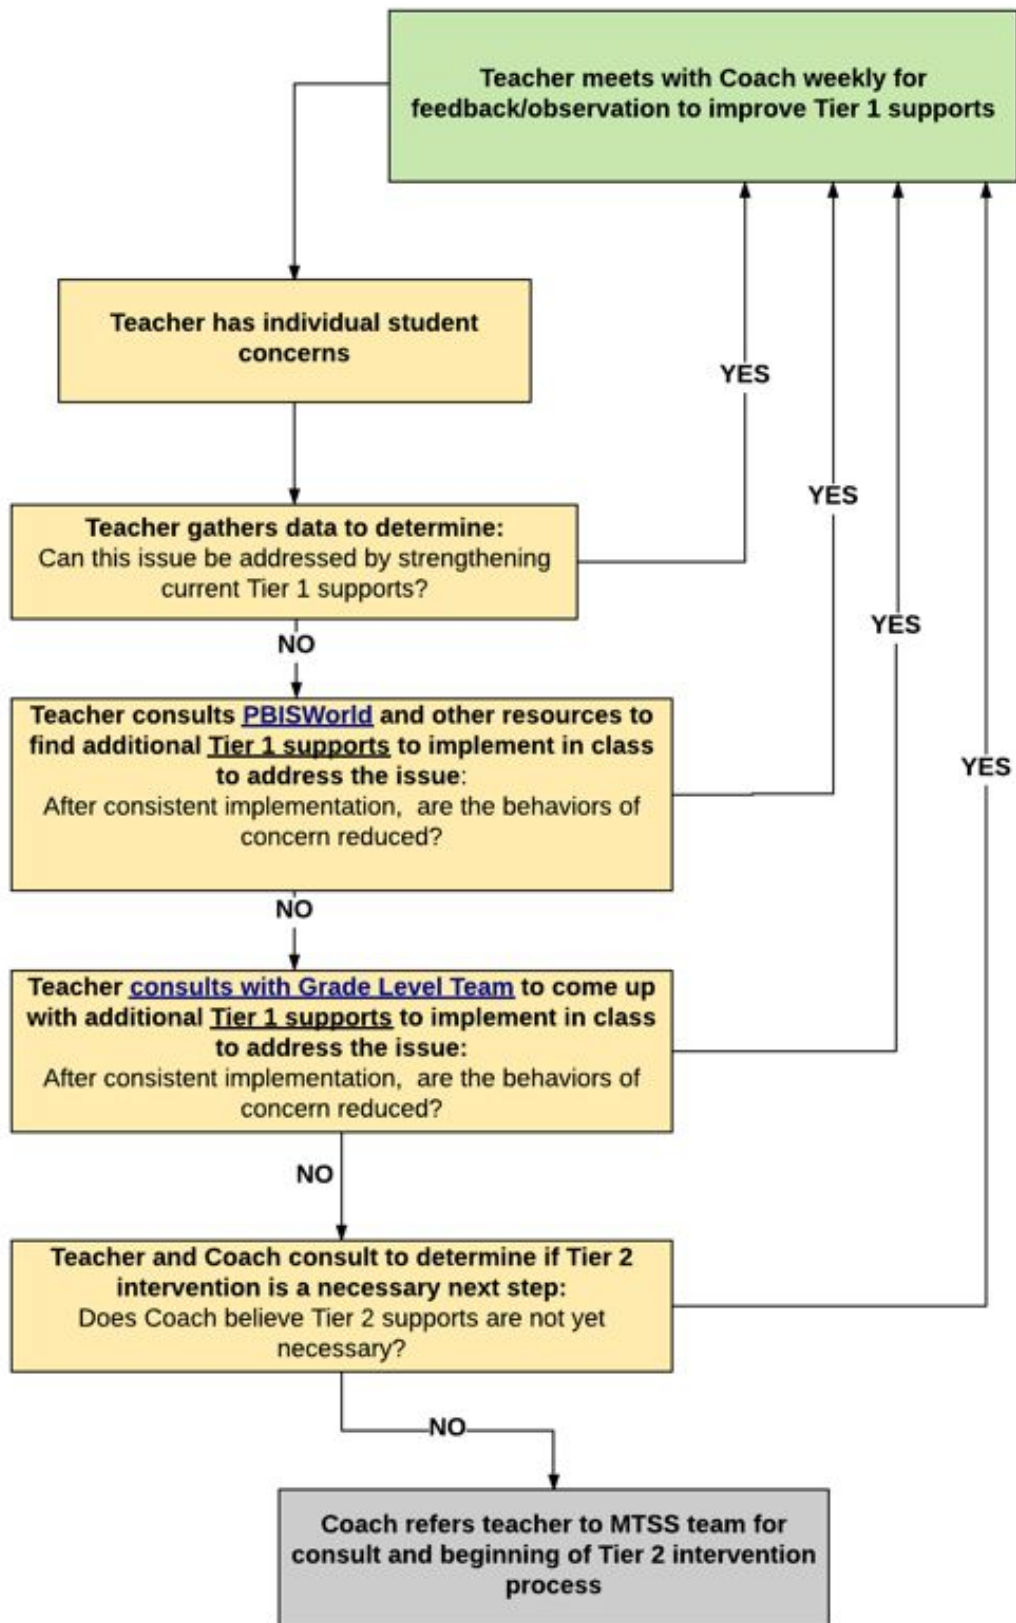 Teacher meets with Coach weekly for
feedback/observation to improve Tier 1 supports
Teacher has individual student
concerns
YES
Teacher gathers data to determine:
Can this issue be addressed by strengthening
current Tier 1 supports?
YES
NO
YES
Teacher consults PBISWorld and other resources to
find additional Tier 1 supports to implement in class
to address the issue:
After consistent implementation,  are the behaviors of
concern reduced?
YES
NO
Teacher consults with Grade Level Team to come up
with additional Tier 1 supports to implement in class
to address the issue:
After consistent implementation,  are the behaviors of
concern reduced?
NO
Teacher and Coach consult to determine if Tier 2
intervention is a necessary next step:
Does Coach believe Tier 2 supports are not yet
necessary?
NO
Coach refers teacher to MTSS team for
consult and beginning of Tier 2 intervention
process